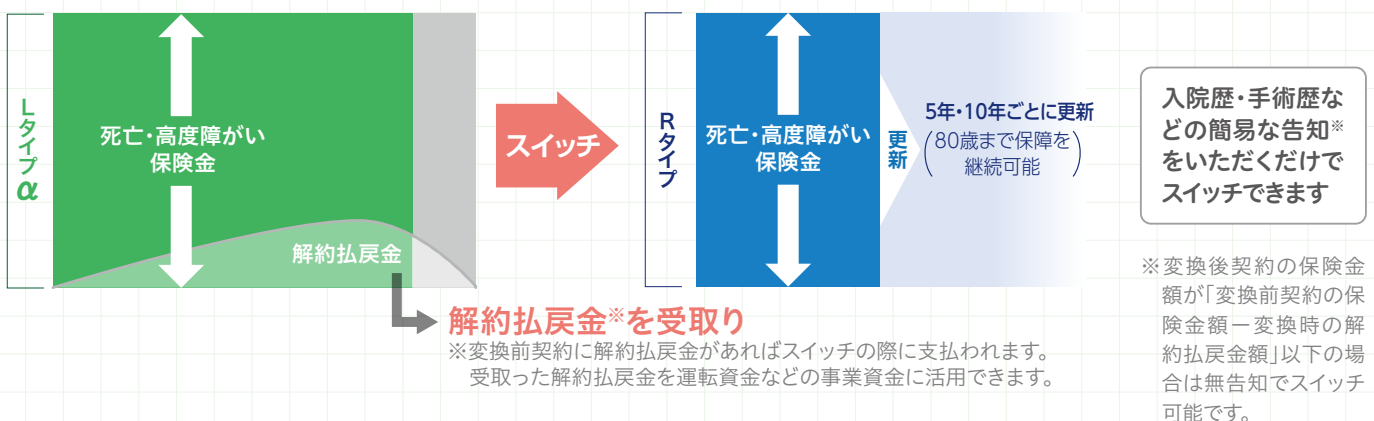 Lタイプα
死亡・高度障がい
保険金
解約払戻金
スイッチ
Rタイプ
死亡・高度障がい
保険金
更新
5年・10年ごとに更新
(80歳まで保障を
継続可能)
解約払戻金※を受取り
※変換前契約に解約払戻金があればスイッチの際に支払われます。
受取った解約払戻金を運転資金などの事業資金に活用できます。
入院歴・手術歴な
どの簡易な告知※
をいただくだけで
スイッチできます
※変換後契約の保険金
額が「変換前契約の保
険金額ー変換時の解
約払戻金額」以下の場
合は無告知でスイッチ
可能です。